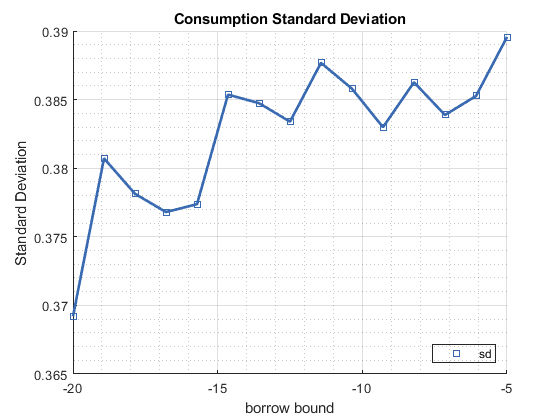 Consumption Standard Deviation
0.39
0.385
0.38
0.375
0.37
0.365
Standard Deviation
-20
-15
-10
-5
borrow bound
sd